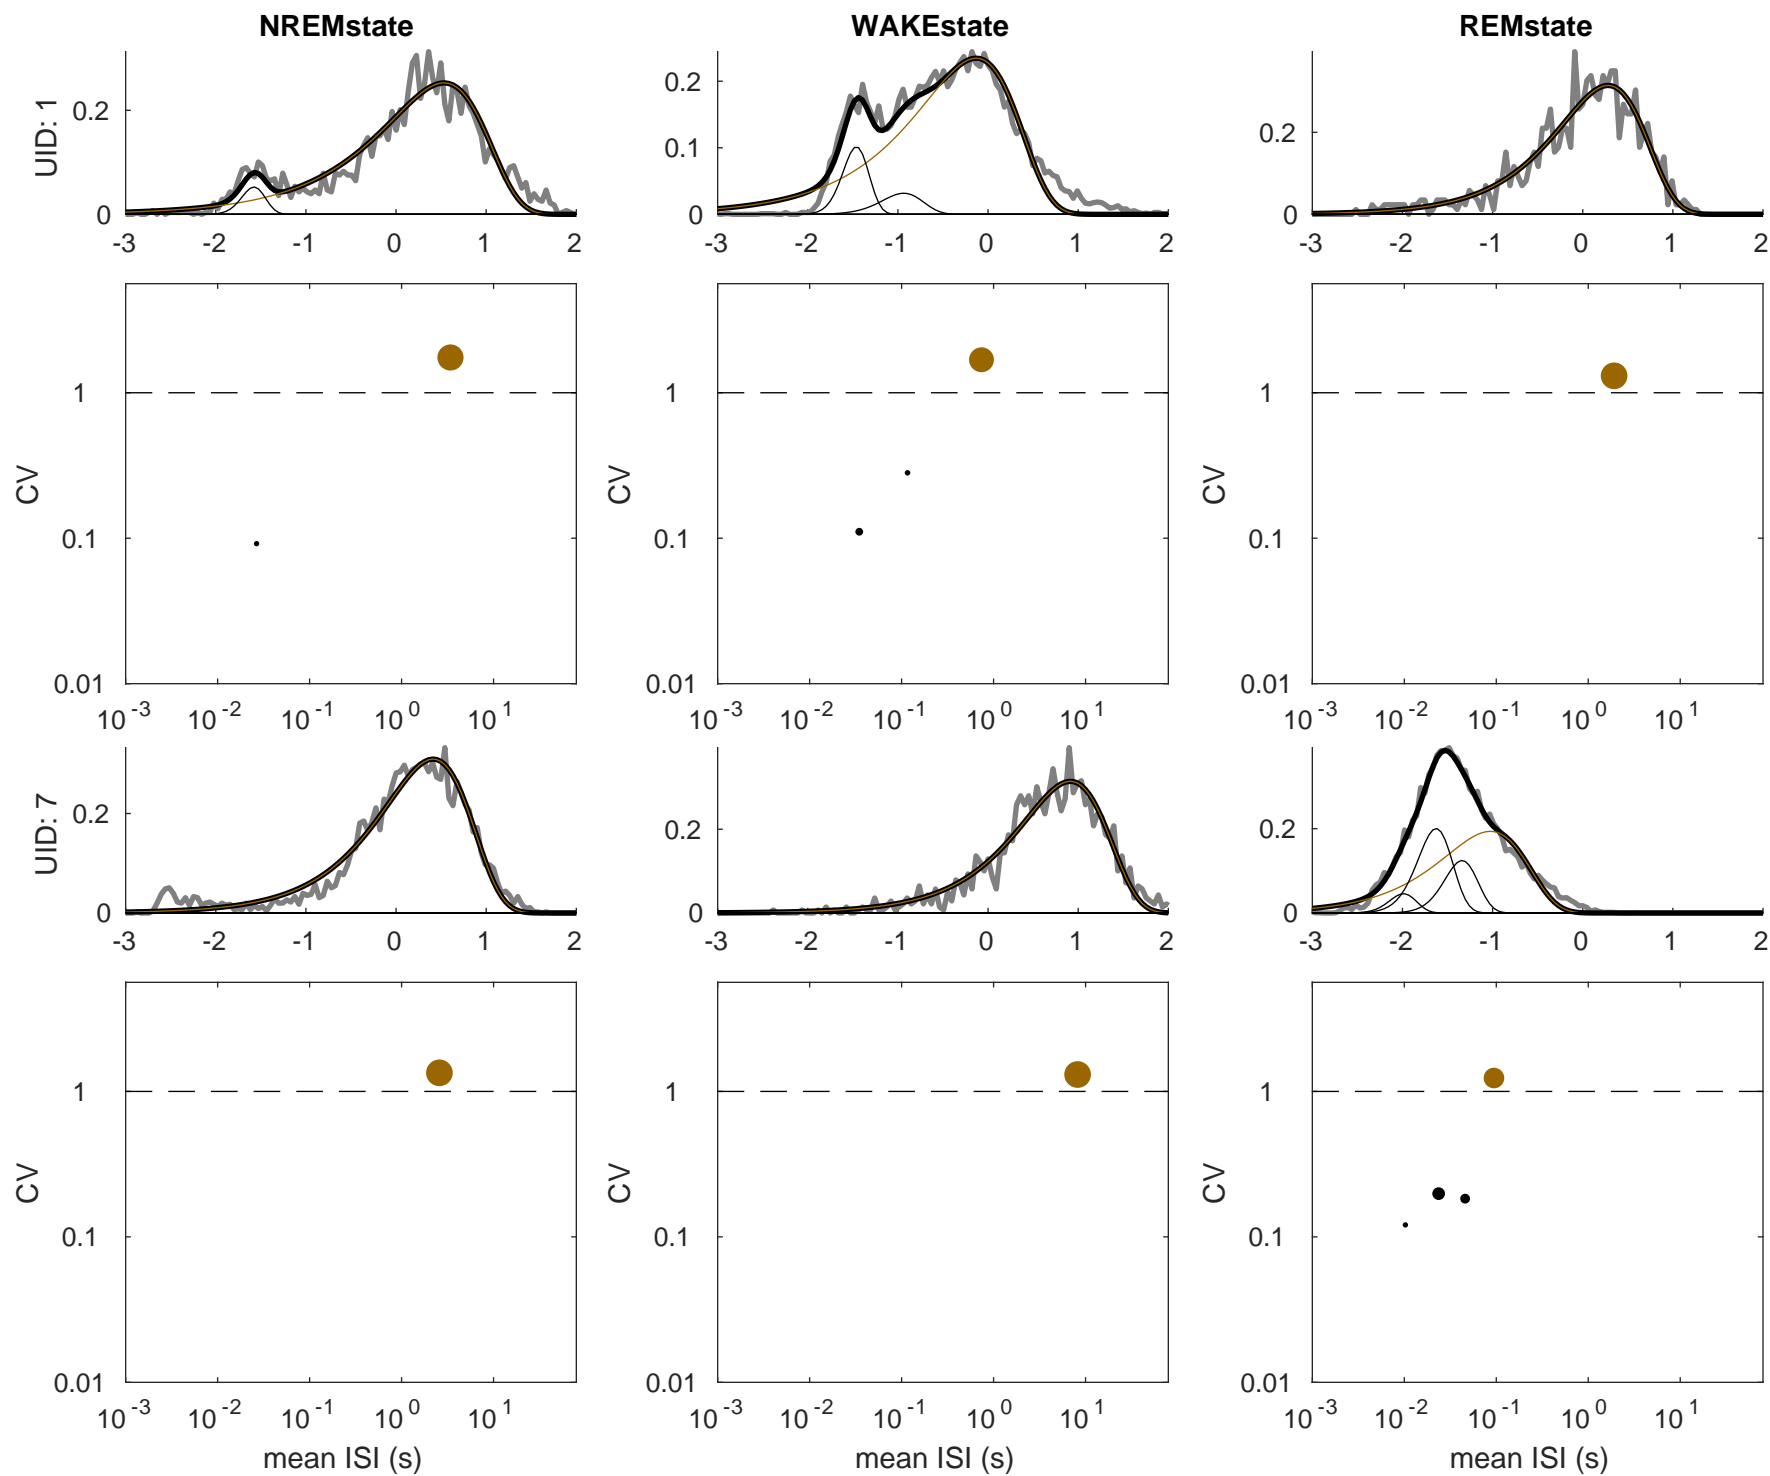 NREMstate WAKEstate REMstate
UID: 1
0.2 0.2 0.2
0.1
0 0 0
-3 -2 -1 0 1 2 -3 -2 -1 0 1 2 -3 -2 -1 0 1 2
1 1 1
CV CV CV
0.1 0.1 0.1
0.01 0.01 0.01
10^-3 10^-2 10^-1 10^0 10^1 10^-3 10^-2 10^-1 10^0 10^1 10^-3 10^-2 10^-1 10^0 10^1
UID: 7
0.2 0.2 0.2
0 0 0
-3 -2 -1 0 1 2 -3 -2 -1 0 1 2 -3 -2 -1 0 1 2
1 1 1
CV CV CV
0.1 0.1 0.1
0.01 0.01 0.01
10^-3 10^-2 10^-1 10^0 10^1 10^-3 10^-2 10^-1 10^0 10^1 10^-3 10^-2 10^-1 10^0 10^1
mean ISI (s) mean ISI (s) mean ISI (s)